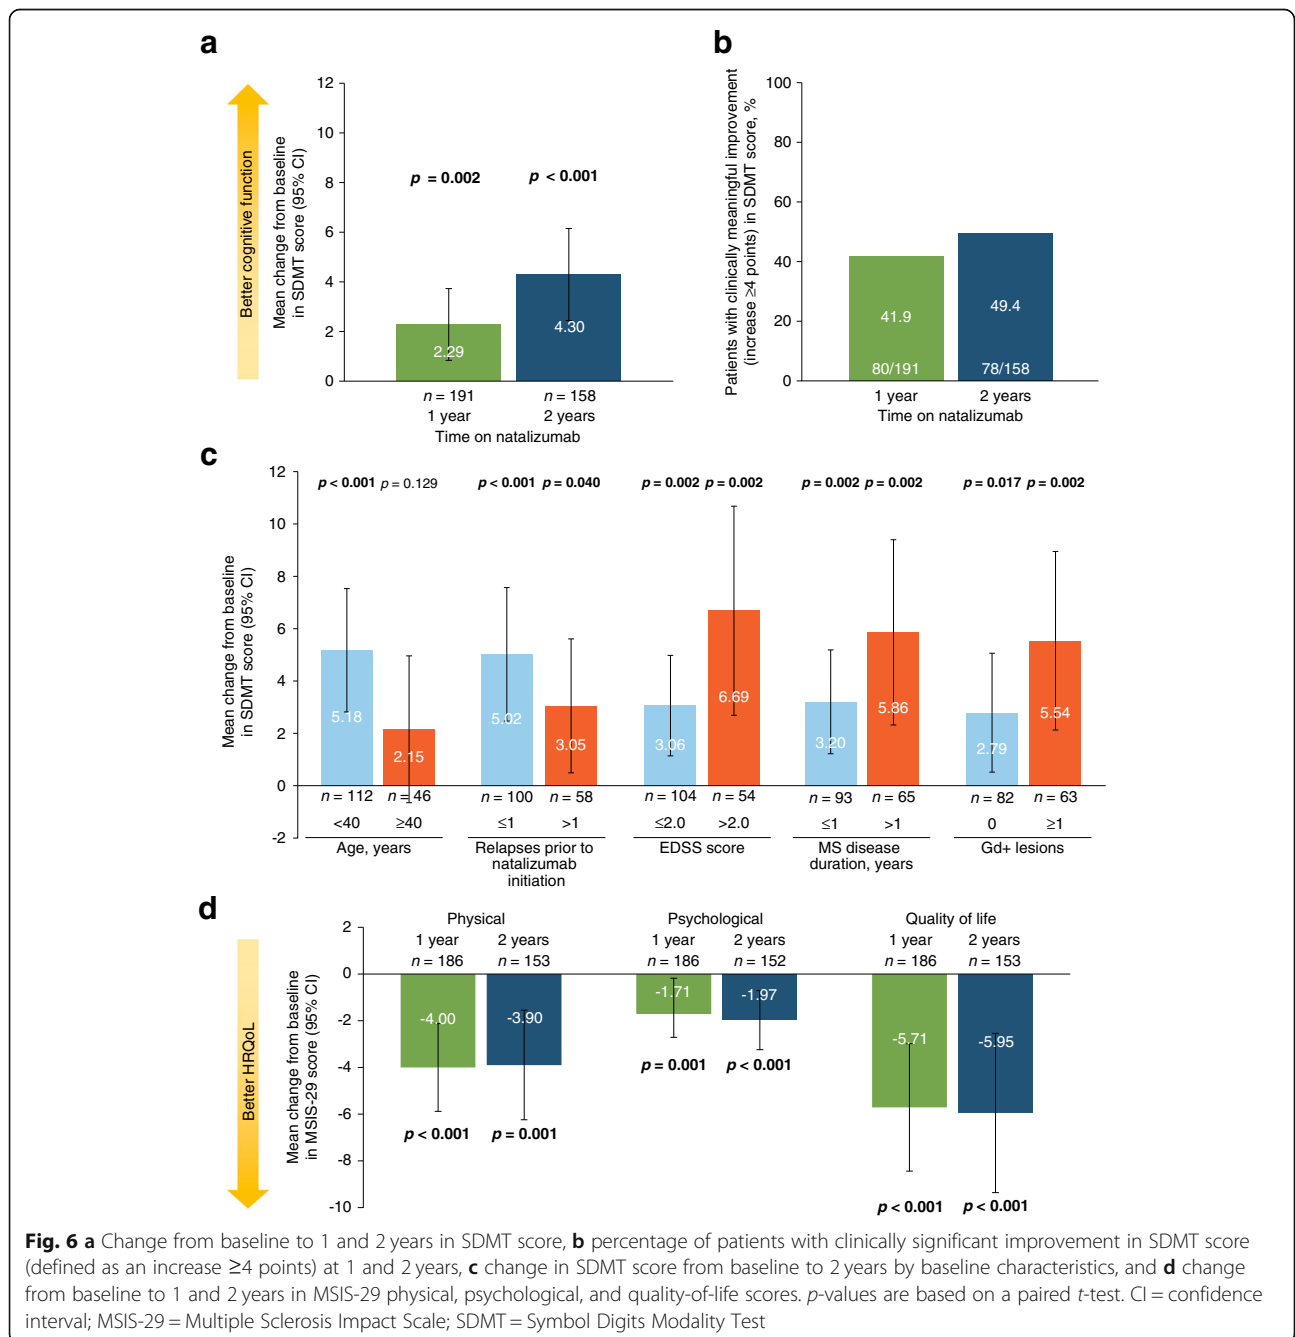 a
Better cognitive function
Mean change from baseline
in SDMT score (95% CI)
12
10
8
6
4
2
0
p = 0.002
p < 0.001
2.29
4.30
n = 191
n = 158
1 year
2 years
Time on natalizumab
b
Patients with clinically meaningful improvement
(increase ≥4 points) in SDMT score, %
100
80
60
40
20
0
41.9
49.4
80/191
78/158
1 year
2 years
Time on natalizumab
c
Mean change from baseline
in SDMT score (95% CI)
12
10
8
6
4
2
0
-2
p < 0.001 p = 0.129
p < 0.001 p = 0.040
p = 0.002 p = 0.002
p = 0.002 p = 0.002
p = 0.017 p = 0.002
5.18
2.15
5.02
3.05
3.06
6.69
3.20
5.86
2.79
5.54
n = 112 n = 46
n = 100 n = 58
n = 104 n = 54
n = 93 n = 65
n = 82 n = 63
<40 ≥40
≤1 >1
≤2.0 >2.0
≤1 >1
0 ≥1
Age, years
Relapses prior to
natalizumab
initiation
EDSS score
MS disease
duration, years
Gd+ lesions
d
Better HRQoL
Mean change from baseline
in MSIS-29 score (95% CI)
2
0
-2
-4
-6
-8
-10
Physical
1 year 2 years
n = 186 n = 153
-4.00
-3.90
p < 0.001 p = 0.001
Psychological
1 year 2 years
n = 186 n = 152
-1.71
-1.97
p = 0.001 p < 0.001
Quality of life
1 year 2 years
n = 186 n = 153
-5.71
-5.95
p < 0.001 p < 0.001
Fig. 6 a Change from baseline to 1 and 2 years in SDMT score, b percentage of patients with clinically significant improvement in SDMT score
(defined as an increase ≥4 points) at 1 and 2 years, c change in SDMT score from baseline to 2 years by baseline characteristics, and d change
from baseline to 1 and 2 years in MSIS-29 physical, psychological, and quality-of-life scores. p-values are based on a paired t-test. CI = confidence
interval; MSIS-29 = Multiple Sclerosis Impact Scale; SDMT = Symbol Digits Modality Test